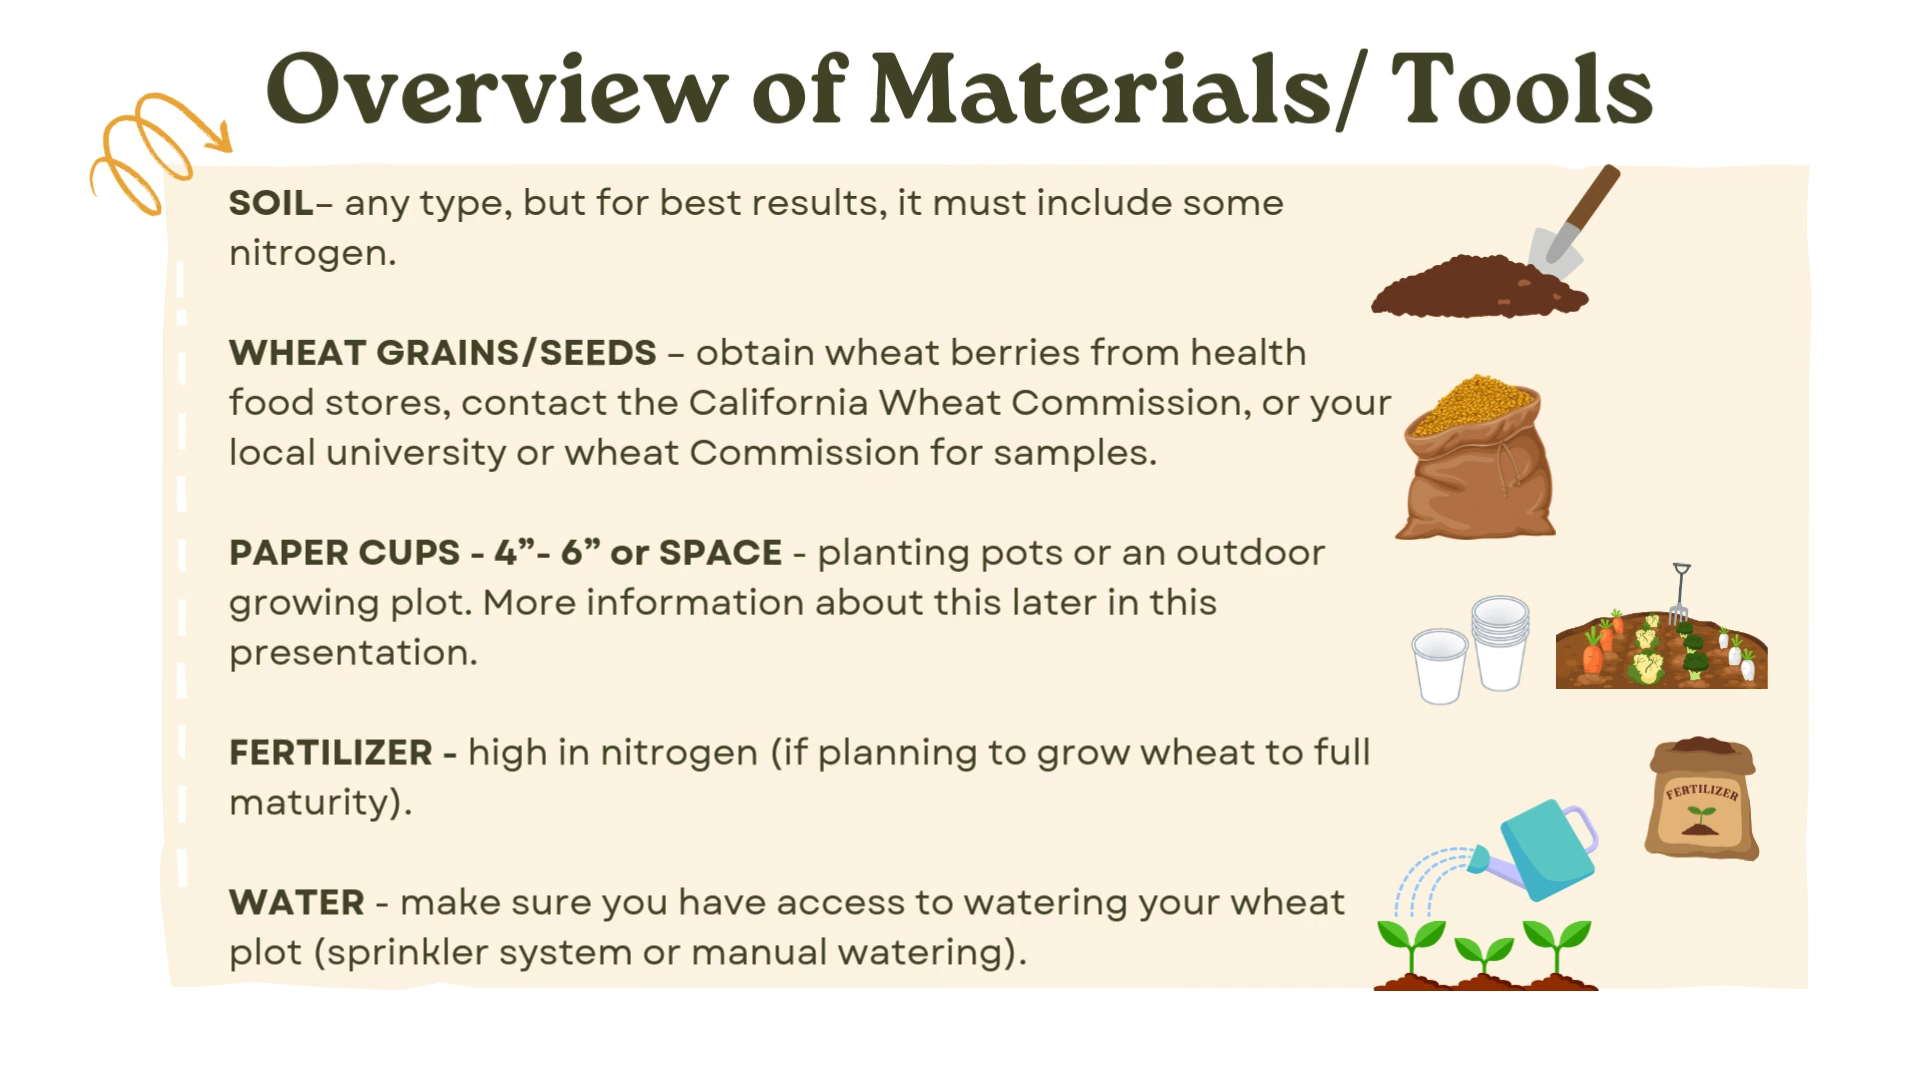 Overview of Materials/ Tools
SOIL– any type, but for best results, it must include some
nitrogen.
WHEAT GRAINS/SEEDS – obtain wheat berries from health
food stores, contact the California Wheat Commission, or your
local university or wheat Commission for samples.
PAPER CUPS - 4”- 6” or SPACE - planting pots or an outdoor
growing plot. More information about this later in this
presentation.
FERTILIZER - high in nitrogen (if planning to grow wheat to full
maturity).
FERTILIZER
WATER - make sure you have access to watering your wheat
plot (sprinkler system or manual watering).